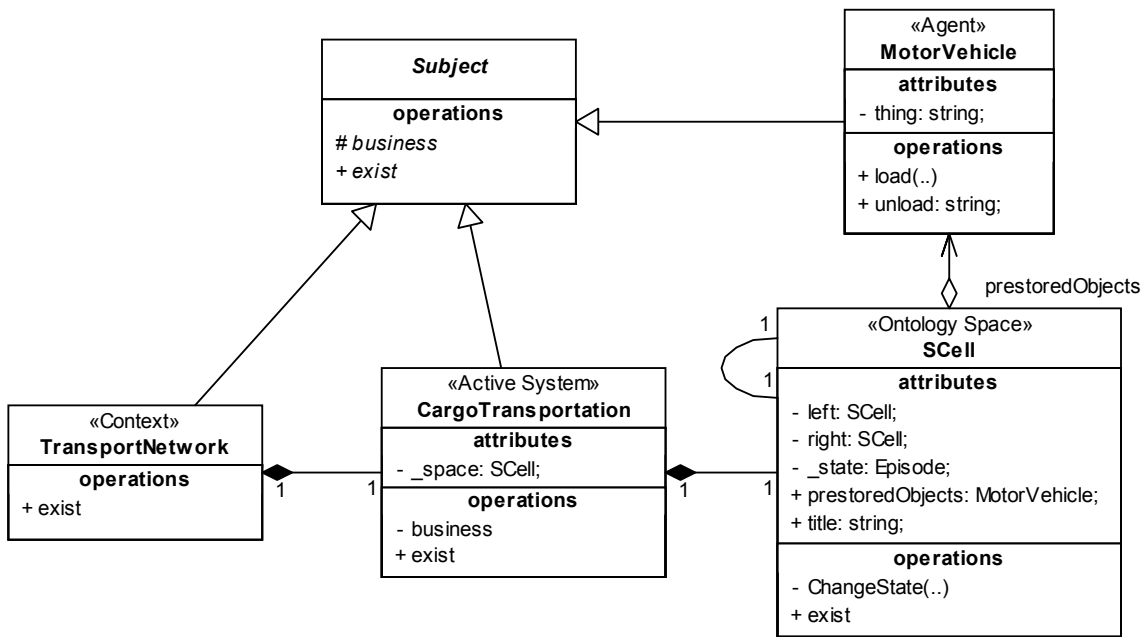 Subject
operations
# business
+ exist
«Agent»
MotorVehicle
attributes
- thing: string;
operations
+ load(..)
+ unload: string;
prestoredObjects
«Context»
TransportNetwork
operations
+ exist
1
1
«Active System»
CargoTransportation
attributes
- _space: SCell;
operations
- business
+ exist
1
1
1
1
«Ontology Space»
SCell
attributes
- left: SCell;
- right: SCell;
- _state: Episode;
+ prestoredObjects: MotorVehicle;
+ title: string;
operations
- ChangeState(..)
+ exist